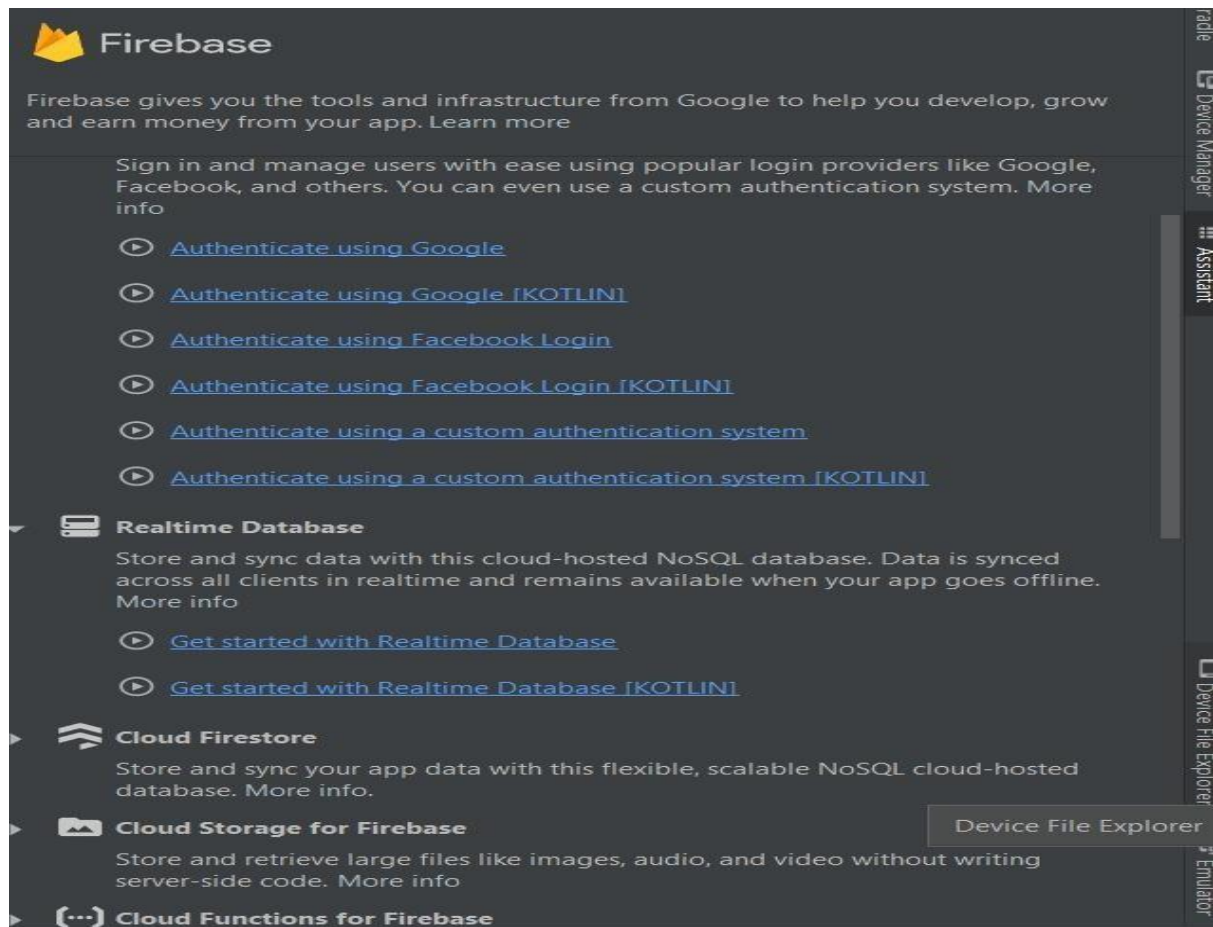 Firebase
Firebase gives you the tools and infrastructure from Google to help you develop, grow
and earn money from your app. Learn more
Sign in and manage users with ease using popular login providers like Google,
Facebook, and others. You can even use a custom authentication system. More
info
Authenticate using Google
Authenticate using Google [KOTLIN]
Authenticate using Facebook Login
Authenticate using Facebook Login [KOTLIN]
Authenticate using a custom authentication system
Authenticate using a custom authentication system [KOTLIN]
Realtime Database
Store and sync data with this cloud-hosted NoSQL database. Data is synced
across all clients in realtime and remains available when your app goes offline.
More info
Get started with Realtime Database
Get started with Realtime Database [KOTLIN]
Cloud Firestore
Store and sync your app data with this flexible, scalable NoSQL cloud-hosted
database. More info.
Cloud Storage for Firebase
Store and retrieve large files like images, audio, and video without writing
server-side code. More info
Cloud Functions for Firebase
Device Manager
Assistant
Device File Explorer
Device File Explorer
Emulator